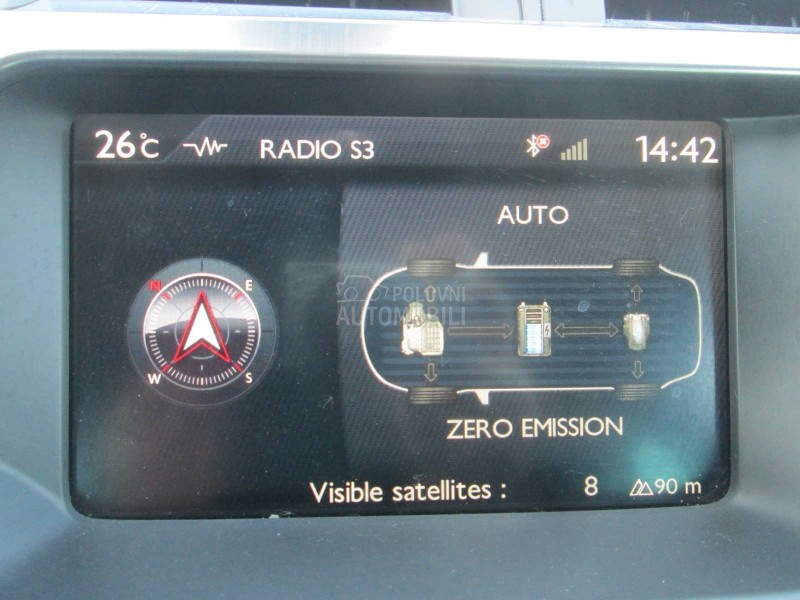 26°C RADIO S3 14:42
AUTO
N E
W S
POLOVNI
AUTOMOBILI
ZERO EMISSION
Visible satellites : 8 90 m